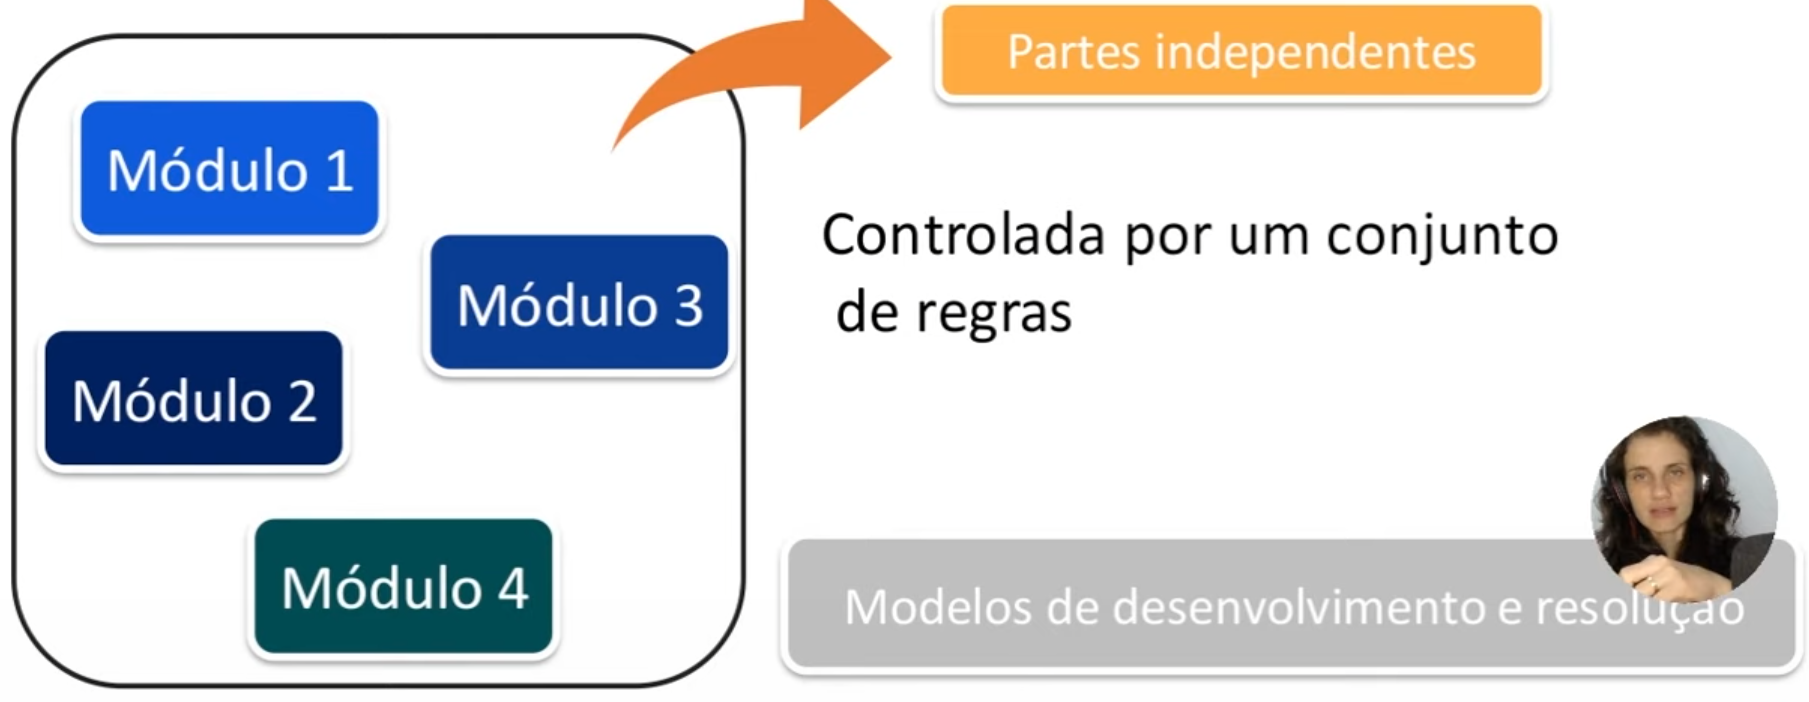 Partes independentes
Módulo 1
Controlada por um conjunto
de regras
Módulo 3
Módulo 2
Módulo 4
Modelos de desenvolvimento e resolução